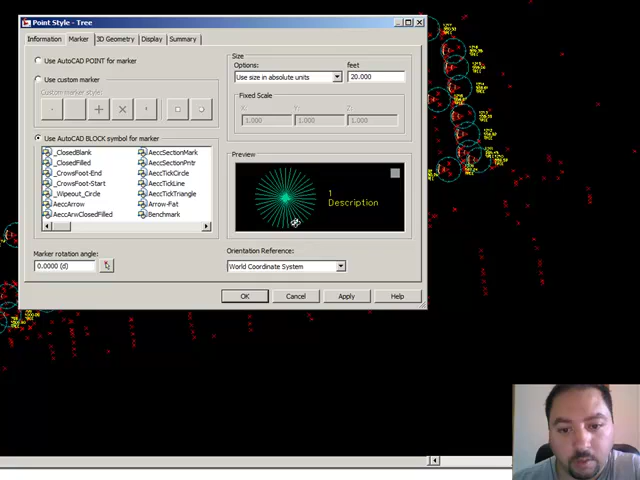 Point Style - Tree
Information Marker 3D Geometry Display Summary
Use AutoCAD POINT for marker
Use custom marker
Custom marker style:
Use AutoCAD BLOCK symbol for marker
_ClosedBlank
_ClosedFilled
_CrowsFoot-End
_CrowsFoot-Start
_Wipeout_Circle
AeccArrow
AeccArwClosedFilled
AeccSectionMark
AeccSectionPntr
AeccTickCircle
AeccTickLine
AeccTriangle
Arrow-Fat
Benchmark
Marker rotation angle:
0.0000 (d)
Size
Options:
feet
Use size in absolute units
20.000
Fixed Scale
X: Y: Z:
1.000 1.000 1.000
Preview
1
Description
Orientation Reference:
World Coordinate System
OK Cancel Apply Help